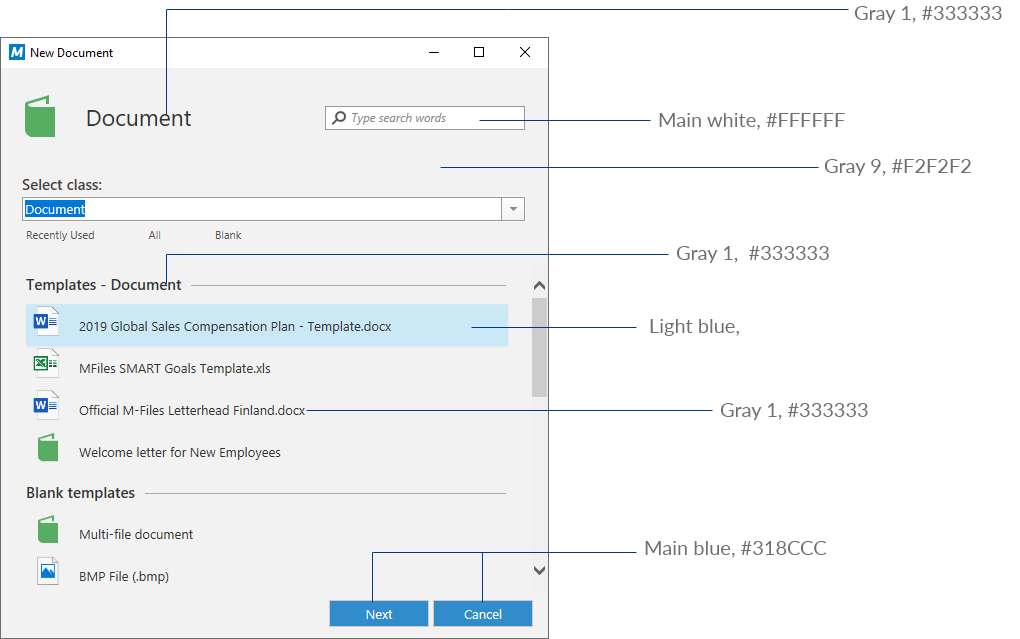 Gray 1, #333333
M New Document
Document
Type search words
Main white, #FFFFFF
Gray 9, #F2F2F2
Select class:
Document
Recently Used All Blank
Gray 1, #333333
Templates - Document
2019 Global Sales Compensation Plan - Template.docx
Light blue,
MFiles SMART Goals Template.xls
Official M-Files Letterhead Finland.docx
Gray 1, #333333
Welcome letter for New Employees
Blank templates
Multi-file document
Main blue, #318CCC
BMP File (.bmp)
Next Cancel